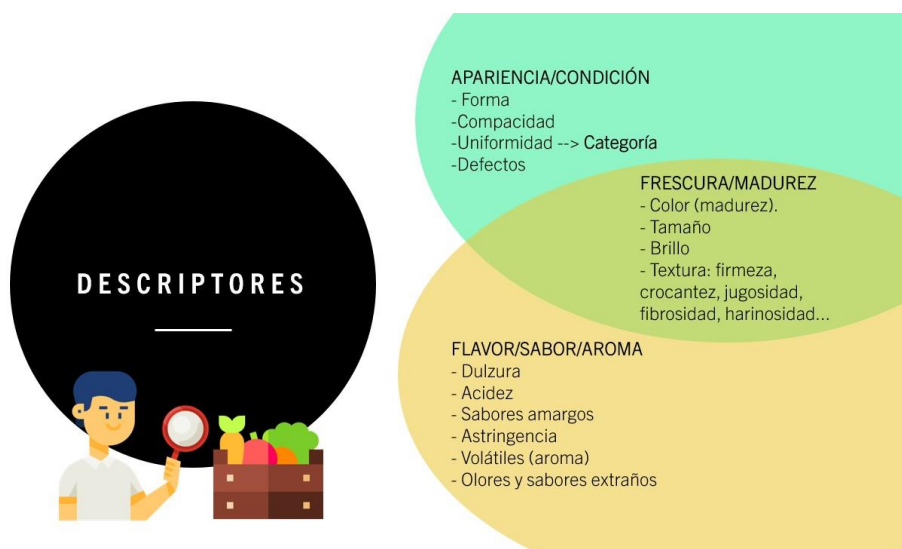 DESCRIPTORES
APARIENCIA/CONDICIÓN
- Forma
-Compacidad
-Uniformidad --> Categoría
-Defectos
FRESCURA/MADUREZ
- Color (madurez).
- Tamaño
- Brillo
- Textura: firmeza,
crocantez, jugosidad,
fibrosidad, harinosidad...
FLAVOR/SABOR/AROMA
- Dulzura
- Acidez
- Sabores amargos
- Astringencia
- Volátiles (aroma)
- Olores y sabores extraños